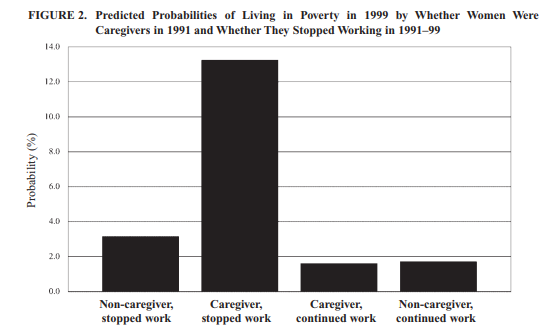 FIGURE 2. Predicted Probabilities of Living in Poverty in 1999 by Whether Women Were
Caregivers in 1991 and Whether They Stopped Working in 1991–99
14.0
12.0
10.0
8.0
6.0
4.0
2.0
0.0
Probability (%)
Non-caregiver,
stopped work
Caregiver,
stopped work
Caregiver,
continued work
Non-caregiver,
continued work